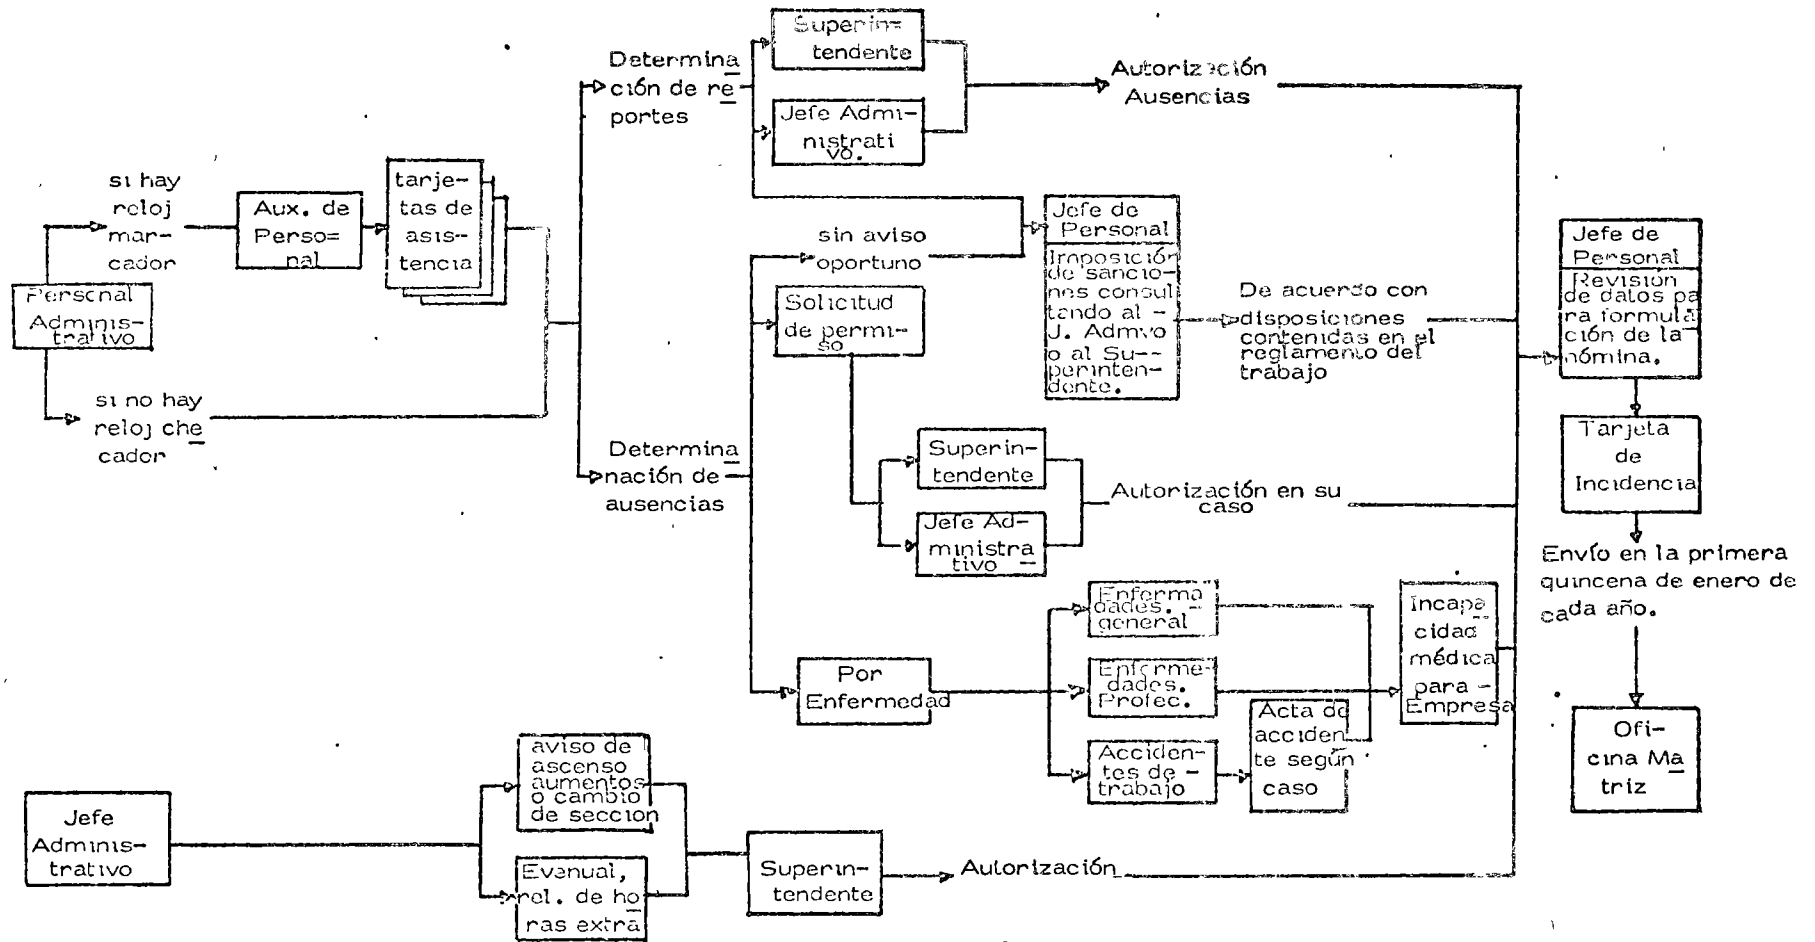 Personal
Adminis-
trativo
si hay
reloj
mar-
cador
si no hay
reloj che
cador
Aux. de
Perso=
nal
tarje-
tas de
asis-
tencia
Determina
ción de re
portes
Superin=
tendente
Jefe Admi-
nistrati
vo.
Autorización
Ausencias
sin aviso
oportuno
Jefe de
Personal
Imposición
de sancio-
nes consul
tando al -
J. Admvo
o al Su--
perinten-
dente.
De acuerdo con
disposiciones
contenidas en el
reglamento del
trabajo
Solicitud
de permi-
so
Determina
nación de
ausencias
Superin-
tendente
Jefe Ad-
ministra
tivo
Autorización en su
caso
Por
Enfermedad
Enferma
dades. -
general
Enferme-
dades.
Profec.
Acciden-
tes de -
trabajo
Acta de
acciden
te según
caso
Incapa
cidad
médica
para -
Empresa
Jefe de
Personal
Revisión
de datos pa
ra formula
ción de la
nómina.
Tarjeta
de
Incidencia
Envío en la primera
quincena de enero de
cada año.
Ofi-
cina Ma
triz
Jefe
Adminis-
trativo
aviso de
ascenso
aumentos
o cambio
de sección
Evenual,
rel. de ho
ras extra
Superin-
tendente
Autorización